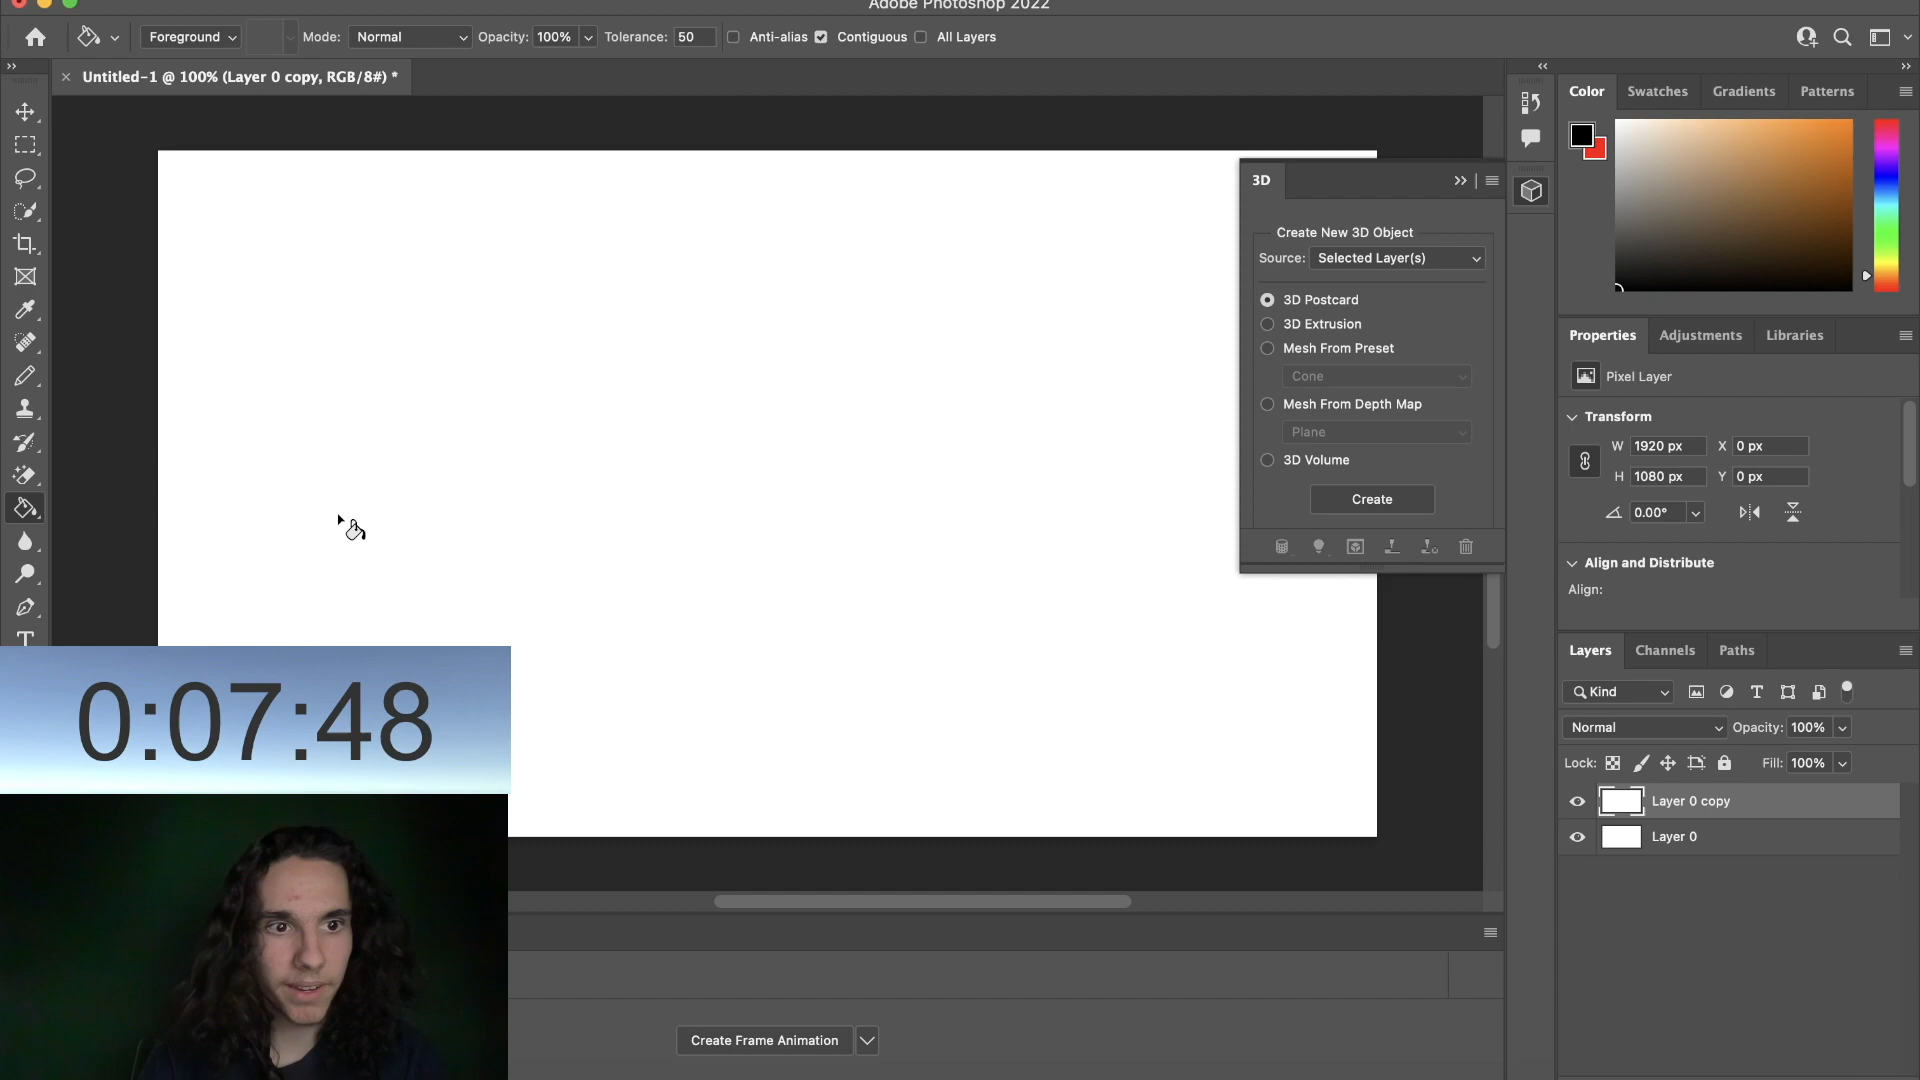 Adobe Photoshop 2022
Foreground Mode: Normal Opacity: 100% Tolerance: 50 Anti-alias Contiguous All Layers
Untitled-1 @ 100% (Layer 0 copy, RGB/8#) *
Color Swatches Gradients Patterns
3D
Create New 3D Object
Source: Selected Layer(s)
3D Postcard
3D Extrusion
Mesh From Preset
Cone
Mesh From Depth Map
Plane
3D Volume
Create
Properties Adjustments Libraries
Pixel Layer
Transform
W 1920 px X 0 px
H 1080 px Y 0 px
0.00°
Align and Distribute
Align:
Layers Channels Paths
Kind
Normal Opacity: 100%
Lock: Fill: 100%
Layer 0 copy
Layer 0
0:07:48
Create Frame Animation